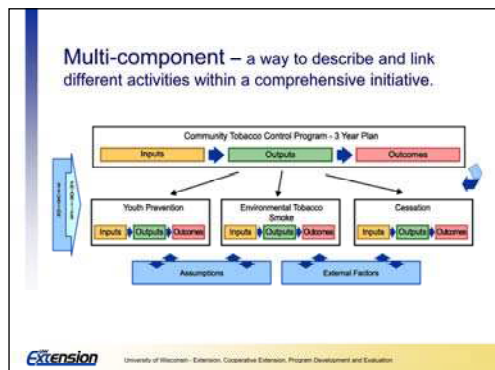 Multi-component – a way to describe and link
different activities within a comprehensive initiative.
Community Tobacco Control Program - 3 Year Plan
Inputs
Outputs
Outcomes
Youth Prevention
Inputs
Outputs
Outcomes
Environmental Tobacco
Smoke
Inputs
Outputs
Outcomes
Cessation
Inputs
Outputs
Outcomes
Assumptions
External Factors
Extension
University of Wisconsin - Extension, Cooperative Extension, Program Development and Evaluation